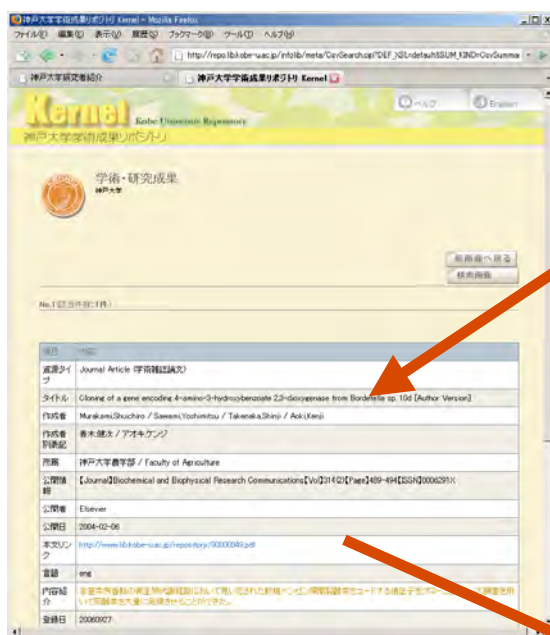 神戸大学学術成果リポジトリ Kernel - Mozilla Firefox
ファイル(F) 編集(E) 表示(V) 履歴(S) ブックマーク(B) ツール(T) ヘルプ(H)
神戸大学研究者紹介
神戸大学学術成果リポジトリ Kernel
Kernel
Kobe University Repository
神戸大学学術成果リポジトリ
ヘルプ
English
学術・研究成果
神戸大学
前画面へ戻る
検索画面
資源タイプ Journal Article (学術雑誌論文)
タイトル Cloning of a gene encoding 4-amino-3-hydroxybenzoate 2,3-dioxygenase from Bordetella sp. 10d [Author Version]
作成者 Murakami,Shuichiro / Sawami,Yoshimitsu / Takenaka,Shinji / Aoki,Kenji
作成者別表記 青木健次 / アオキケンジ
所属 神戸大学農学部 / Faculty of Agriculture
公開情報 【Journal】Biochemical and Biophysical Research Communications【Vol】314(2)【Page】489-494【ISSN】0006291X
公開者 Elsevier
公開日 2004-02-06
本文リンク http://www.lib.kobe-u.ac.jp/repository/90000049.pdf
言語 eng
内容紹介
登録日 20060927